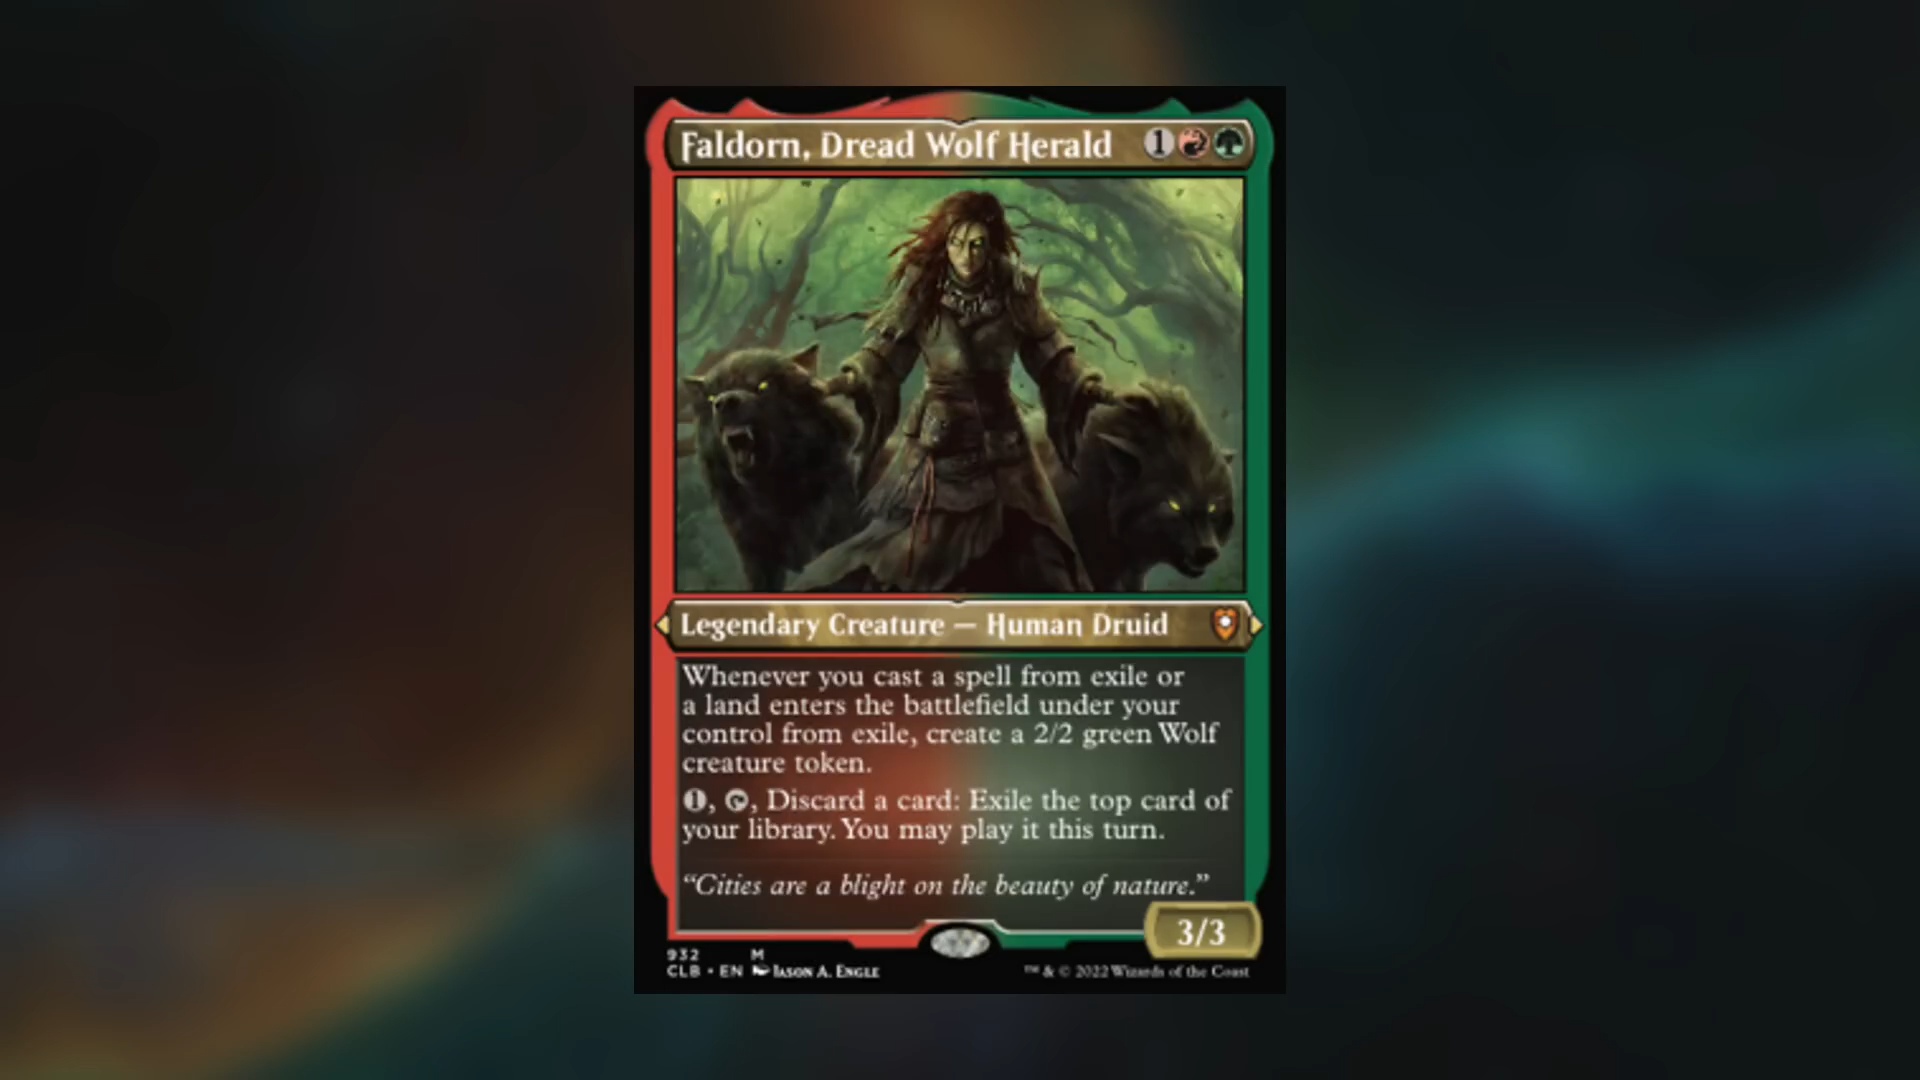 Faldorn, Dread Wolf Herald 1
Legendary Creature — Human Druid
Whenever you cast a spell from exile or
a land enters the battlefield under your
control from exile, create a 2/2 green Wolf
creature token.
1, , Discard a card: Exile the top card of
your library. You may play it this turn.
“Cities are a blight on the beauty of nature.”
3/3
932 M
CLB • EN Jason A. Engle
™ & © 2022 Wizards of the Coast